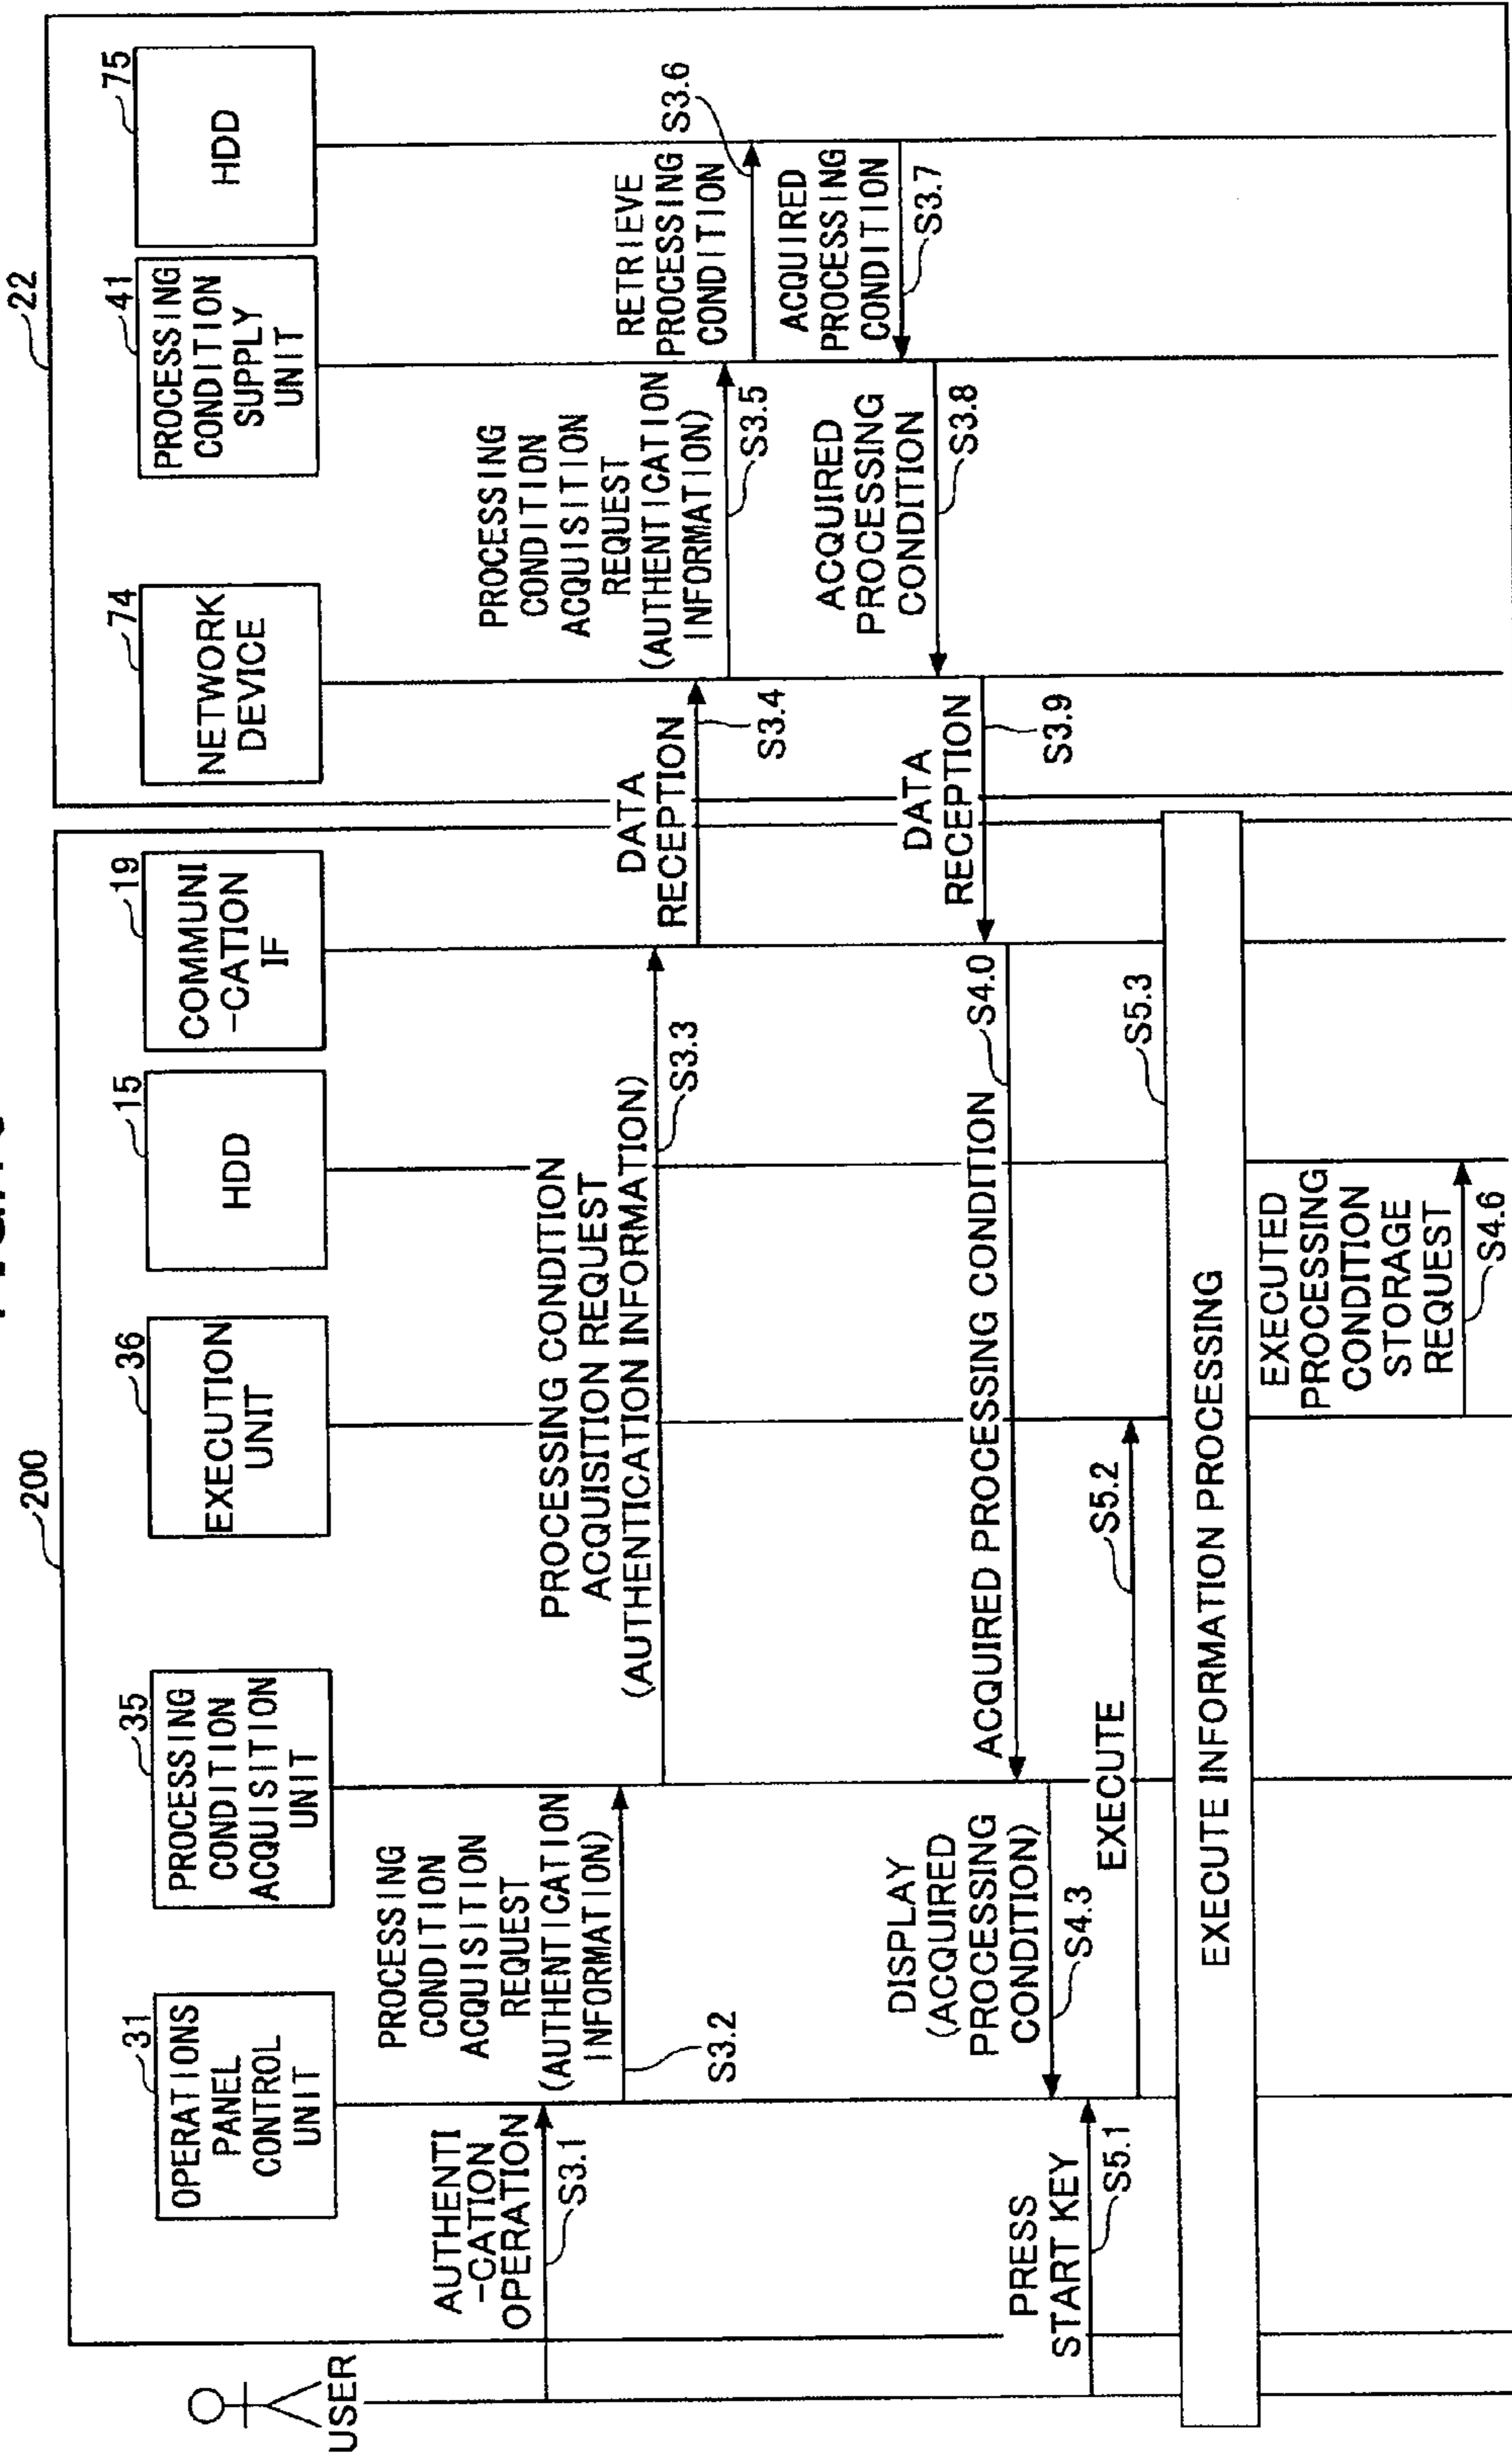 200
22
OPERATIONS
PANEL
CONTROL
UNIT
31
PROCESSING
CONDITION
ACQUISITION
UNIT
35
EXECUTION
UNIT
36
HDD
15
COMMUNI
-CATION
IF
19
NETWORK
DEVICE
74
PROCESSING
CONDITION
SUPPLY
UNIT
41
HDD
75
USER
AUTHENTI
-CATION
OPERATION
S3.1
PROCESSING
CONDITION
ACQUISITION
REQUEST
(AUTHENTICATION
INFORMATION)
S3.2
PROCESSING CONDITION
ACQUISITION REQUEST
(AUTHENTICATION INFORMATION)
S3.3
DATA
RECEPTION
S3.4
PROCESSING
CONDITION
ACQUISITION
REQUEST
(AUTHENTICATION
INFORMATION)
S3.5
RETRIEVE
PROCESSING
CONDITION
S3.6
ACQUIRED
PROCESSING
CONDITION
S3.7
ACQUIRED
PROCESSING
CONDITION
S3.8
DATA
RECEPTION
S3.9
ACQUIRED PROCESSING CONDITION
S4.0
DISPLAY
(ACQUIRED
PROCESSING
CONDITION)
S4.3
PRESS
START KEY
S5.1
EXECUTE
S5.2
S5.3
EXECUTE INFORMATION PROCESSING
EXECUTED
PROCESSING
CONDITION
STORAGE
REQUEST
S4.6